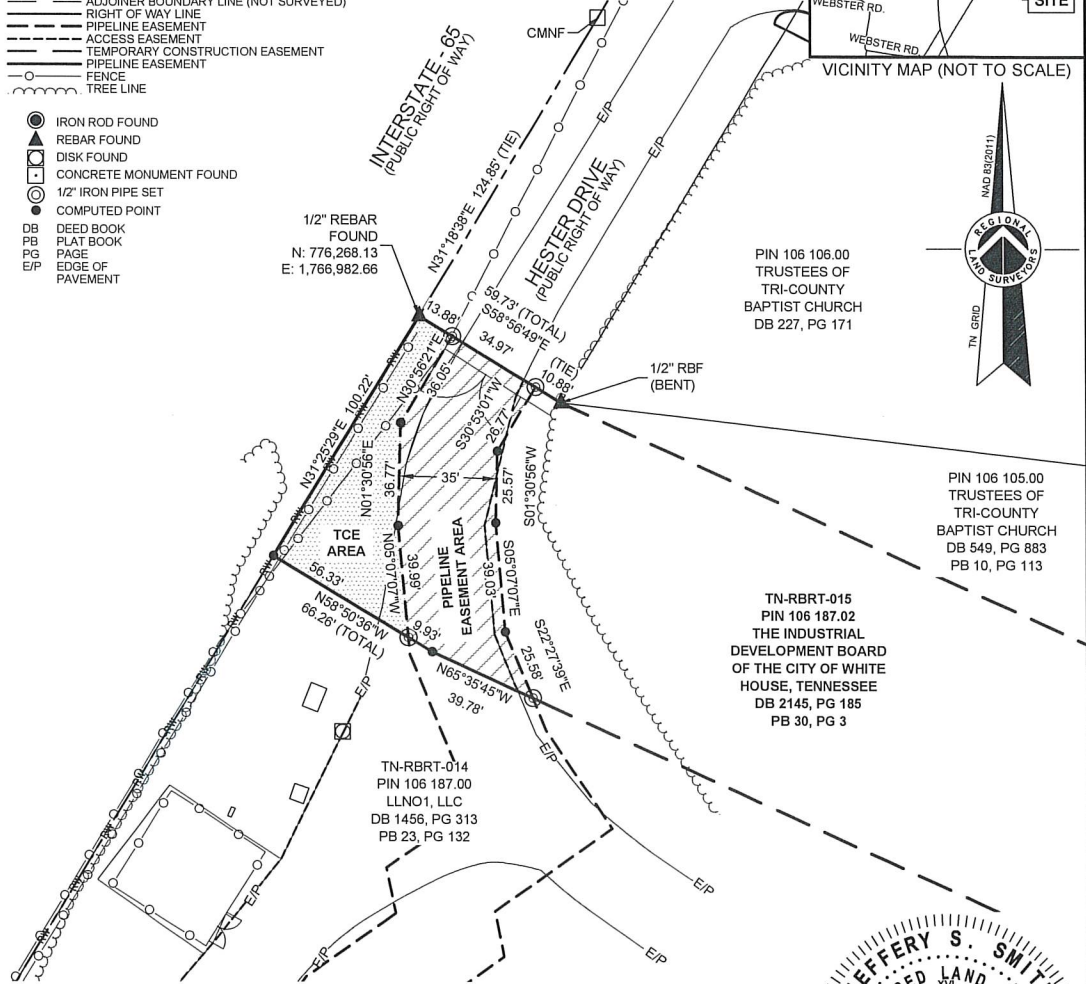 ADJOINER BOUNDARY LINE (NOT SURVEYED)
RIGHT OF WAY LINE
PIPELINE EASEMENT
ACCESS EASEMENT
TEMPORARY CONSTRUCTION EASEMENT
PIPELINE EASEMENT
FENCE
TREE LINE
IRON ROD FOUND
REBAR FOUND
DISK FOUND
CONCRETE MONUMENT FOUND
1/2" IRON PIPE SET
COMPUTED POINT
DB DEED BOOK
PB PLAT BOOK
PG PAGE
E/P EDGE OF
PAVEMENT
WEBSTER RD.
WEBSTER RD.
SITE
VICINITY MAP (NOT TO SCALE)
NAD 83(2011)
REGIONAL
LAND SURVEYORS
TN GRID
CMNF
INTERSTATE - 65
(PUBLIC RIGHT OF WAY)
N31°18'38"E 124.85' (TIE)
E/P
E/P
HESTER DRIVE
(PUBLIC RIGHT OF WAY)
1/2" REBAR
FOUND
N: 776,268.13
E: 1,766,982.66
PIN 106 106.00
TRUSTEES OF
TRI-COUNTY
BAPTIST CHURCH
DB 227, PG 171
13.88'
59.73' (TOTAL)
S58°56'49"E
34.97'
(TIE)
10.88'
1/2" RBF
(BENT)
RW
N31°25'29"E 100.22'
RW
RW
RW
N30°56'21"E
36.05'
S30°53'01"W
26.77'
N01°30'56"E
36.77'
35'
25.57'
S01°30'56"W
TCE
AREA
PIPELINE
EASEMENT AREA
N05°07'07"W
39.99'
39.03'
S05°07'07"E
56.33'
N58°50'36"W
66.26' (TOTAL)
9.93'
N65°35'45"W
39.78'
S22°27'39"E
25.58'
PIN 106 105.00
TRUSTEES OF
TRI-COUNTY
BAPTIST CHURCH
DB 549, PG 883
PB 10, PG 113
TN-RBRT-015
PIN 106 187.02
THE INDUSTRIAL
DEVELOPMENT BOARD
OF THE CITY OF WHITE
HOUSE, TENNESSEE
DB 2145, PG 185
PB 30, PG 3
TN-RBRT-014
PIN 106 187.00
LLNO1, LLC
DB 1456, PG 313
PB 23, PG 132
RW
RW
RW
RW
RW
E/P
E/P
E/P
E/P
E/P
E/P
JEFFERY S. SMITH
LAND